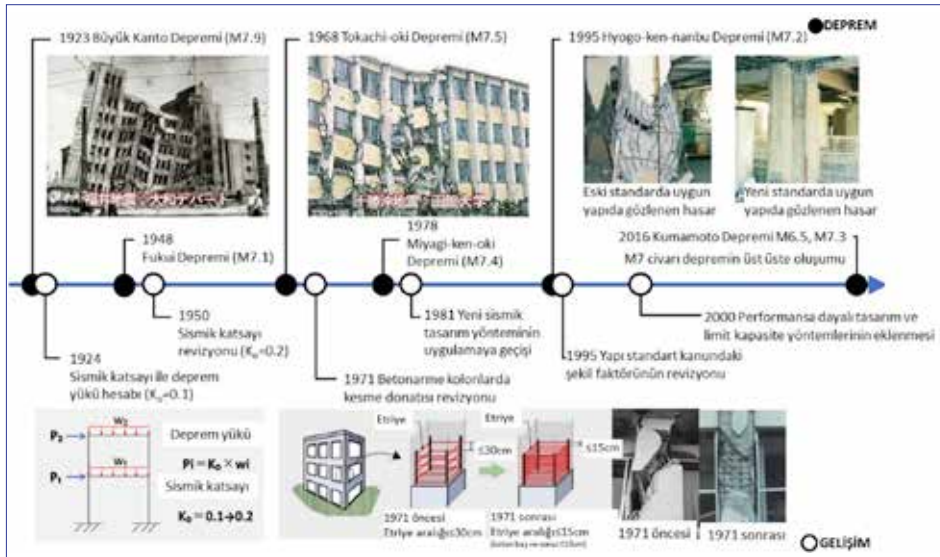 1923 Büyük Kanto Depremi (M7.9)
1968 Tokachi-oki Depremi (M7.5)
1995 Hyogo-ken-nanbu Depremi (M7.2)
DEPREM
Eski standarda uygun
yapıda gözlenen hasar
Yeni standarda uygun
yapıda gözlenen hasar
1948
Fukui Depremi (M7.1)
1978
Miyagi-ken-oki
Depremi (M7.4)
2016 Kumamoto Depremi M6.5, M7.3
M7 civarı depremin üst üste oluşumu
1924
Sismik katsayı ile deprem
yükü hesabı (K₀=0.1)
1950
Sismik katsayı
revizyonu (K₀=0.2)
1971 Betonarme kolonlarda
kesme donatısı revizyonu
1981 Yeni sismik
tasarım yönteminin
uygulamaya geçişi
1995 Yapı standart kanundaki
şekil faktörünün revizyonu
2000 Performansa dayalı tasarım ve
limit kapasite yöntemlerinin eklenmesi
W₂
P₂
W₁
P₁
Deprem yükü
Pi = K₀ × wi
Sismik katsayı
K₀ = 0.1→0.2
Etriye
≤30cm
Etriye
≤15cm
1971 öncesi
Etriye aralığı≤30cm
1971 sonrası
Etriye aralığı≤15cm
1971 öncesi
1971 sonrası
GELİŞİM